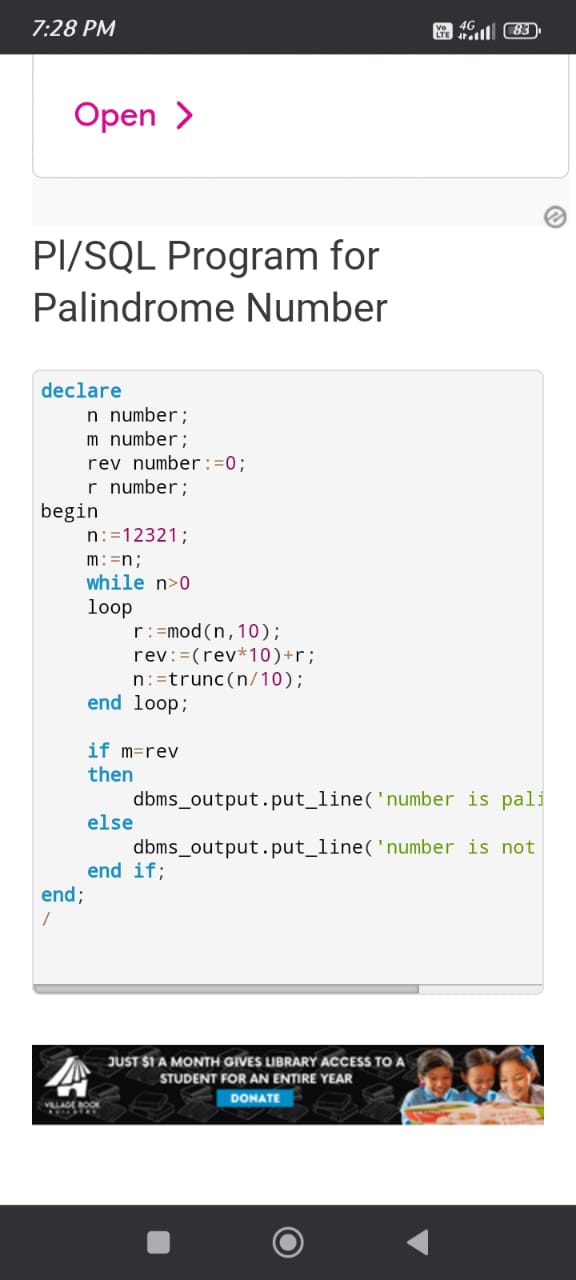 7:28 PM
Vo LTE 4G 83
Open >
Pl/SQL Program for
Palindrome Number
declare
    n number;
    m number;
    rev number:=0;
    r number;
begin
    n:=12321;
    m:=n;
    while n>0
    loop
        r:=mod(n,10);
        rev:=(rev*10)+r;
        n:=trunc(n/10);
    end loop;
    if m=rev
    then
        dbms_output.put_line('number is pali
    else
        dbms_output.put_line('number is not
    end if;
end;
/
JUST $1 A MONTH GIVES LIBRARY ACCESS TO A
STUDENT FOR AN ENTIRE YEAR
DONATE
VILLAGE BOOK
BUILDERS